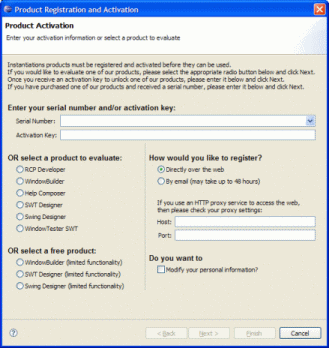 Product Registration and Activation
Product Activation
Enter your activation information or select a product to evaluate
Instantiations products must be registered and activated before they can be used.
If you would like to evaluate one of our products, please select the appropriate radio button below and click Next.
Once you receive an activation key to unlock one of our products, please enter it below and click Next.
If you have purchased one of our products and received a serial number, please enter it below and click Next.
Enter your serial number and/or activation key:
Serial Number:
Activation Key:
OR select a product to evaluate:
RCP Developer
WindowBuilder
Help Composer
SWT Designer
Swing Designer
WindowTester SWT
OR select a free product:
WindowBuilder (limited functionality)
SWT Designer (limited functionality)
Swing Designer (limited functionality)
How would you like to register?
Directly over the web
By email (may take up to 48 hours)
If you use an HTTP proxy service to access the web,
then please check your proxy settings:
Host:
Port:
Do you want to
Modify your personal information?
< Back
Next >
Finish
Cancel